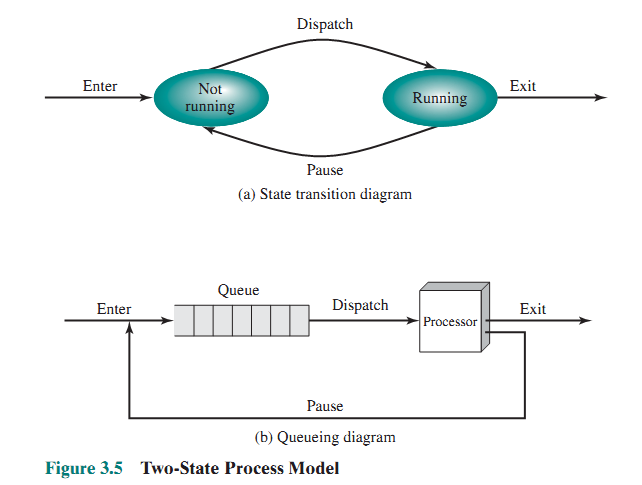 Dispatch
Enter
Not
running
Running
Exit
Pause
(a) State transition diagram
Queue
Enter
Dispatch
Processor
Exit
Pause
(b) Queueing diagram
Figure 3.5 Two-State Process Model